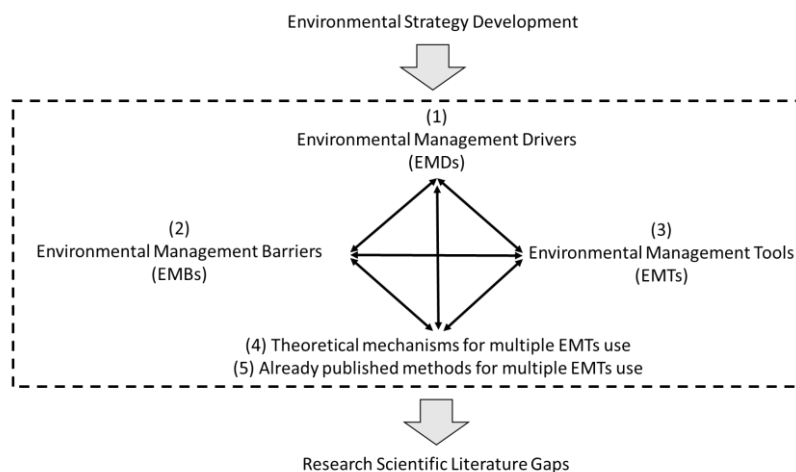 Environmental Strategy Development
(1)
Environmental Management Drivers
(EMDs)
(2)
Environmental Management Barriers
(EMBs)
(3)
Environmental Management Tools
(EMTs)
(4) Theoretical mechanisms for multiple EMTs use
(5) Already published methods for multiple EMTs use
Research Scientific Literature Gaps